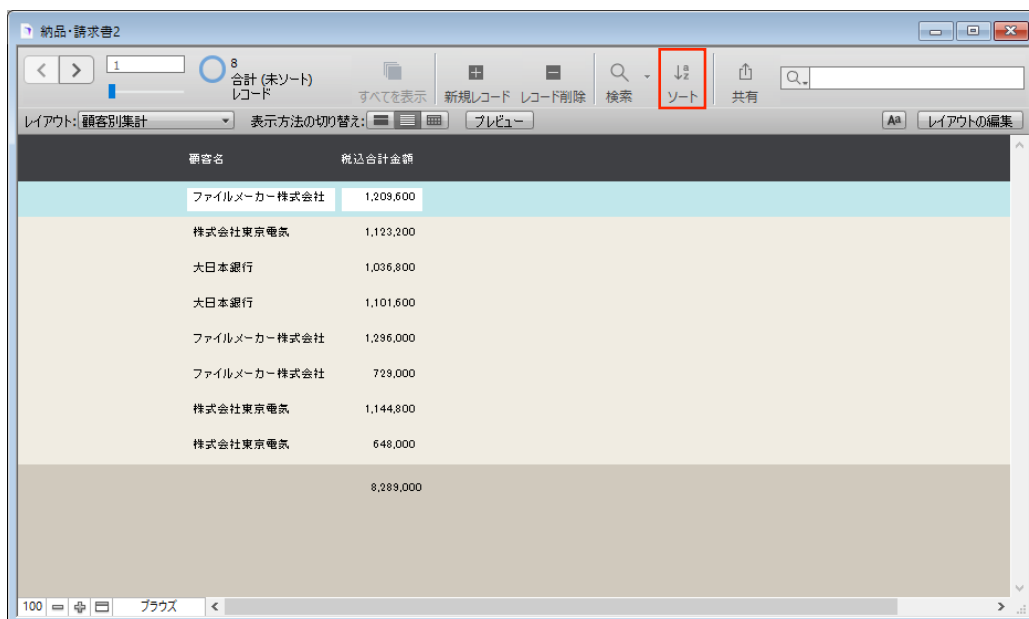 納品・請求書2
1
8
合計 (未ソート)
レコード
すべてを表示
新規レコード
レコード削除
検索
ソート
共有
レイアウト: 顧客別集計
表示方法の切り替え:
プレビュー
Aa
レイアウトの編集
顧客名 税込合計金額
ファイルメーカー株式会社 1,209,600
株式会社東京電気 1,123,200
大日本銀行 1,036,800
大日本銀行 1,101,600
ファイルメーカー株式会社 1,296,000
ファイルメーカー株式会社 729,000
株式会社東京電気 1,144,800
株式会社東京電気 648,000
8,289,000
100 ブラウズ